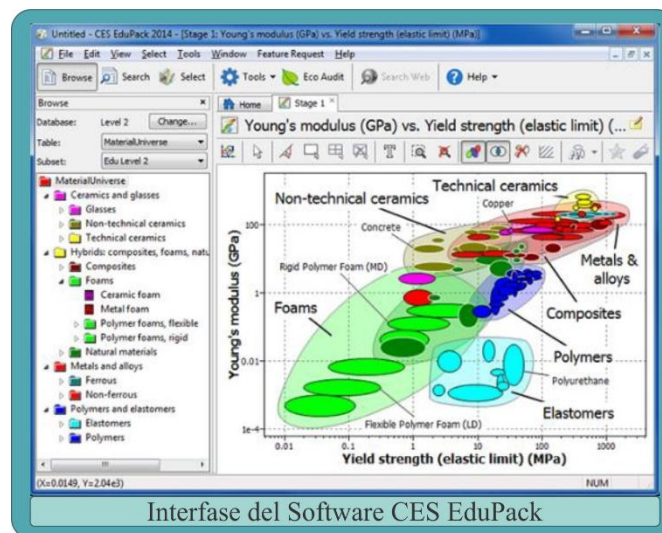 Untitled - CES EduPack 2014 - [Stage 1: Young's modulus (GPa) vs. Yield strength (elastic limit) (MPa)]
File Edit View Select Tools Window Feature Request Help
Browse Search Select Tools Eco Audit Search Web Help
Browse
Home Stage 1
Database: Level 2 Change...
Table: MaterialUniverse
Subset: Edu Level 2
Young's modulus (GPa) vs. Yield strength (elastic limit) (...
MaterialUniverse
Ceramics and glasses
Glasses
Non-technical ceramics
Technical ceramics
Hybrids: composites, foams, natu
Composites
Foams
Ceramic foam
Metal foam
Polymer foams, flexible
Polymer foams, rigid
Natural materials
Metals and alloys
Ferrous
Non-ferrous
Polymers and elastomers
Elastomers
Polymers
Young's modulus (GPa)
100
1
0.01
1e-4
Technical ceramics
Non-technical ceramics
Copper
Concrete
Metals &
alloys
Rigid Polymer Foam (MD)
Composites
Foams
Polymers
Polyurethane
Elastomers
Flexible Polymer Foam (LD)
0.01 0.1 1 10 100 1000
Yield strength (elastic limit) (MPa)
(X=0.0149, Y=2.04e3) NUM
Interfase del Software CES EduPack